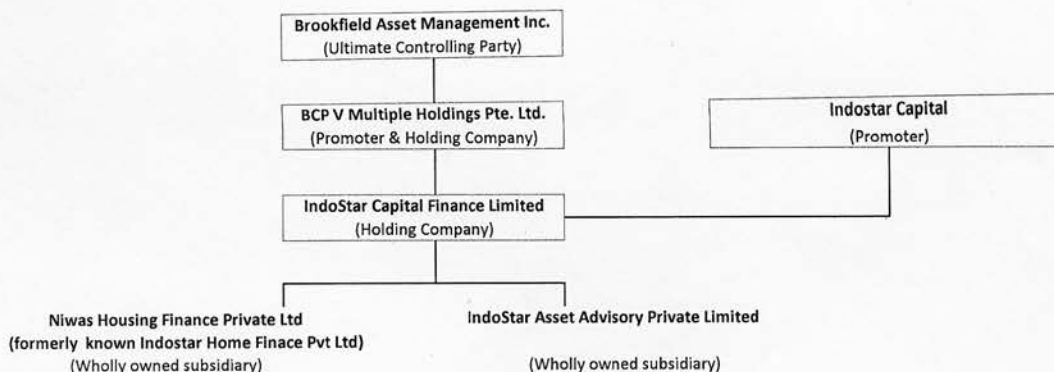 Brookfield Asset Management Inc.
(Ultimate Controlling Party)
BCP V Multiple Holdings Pte. Ltd.
(Promoter & Holding Company)
Indostar Capital
(Promoter)
IndoStar Capital Finance Limited
(Holding Company)
Niwas Housing Finance Private Ltd
(formerly known Indostar Home Finace Pvt Ltd)
(Wholly owned subsidiary)
IndoStar Asset Advisory Private Limited
(Wholly owned subsidiary)